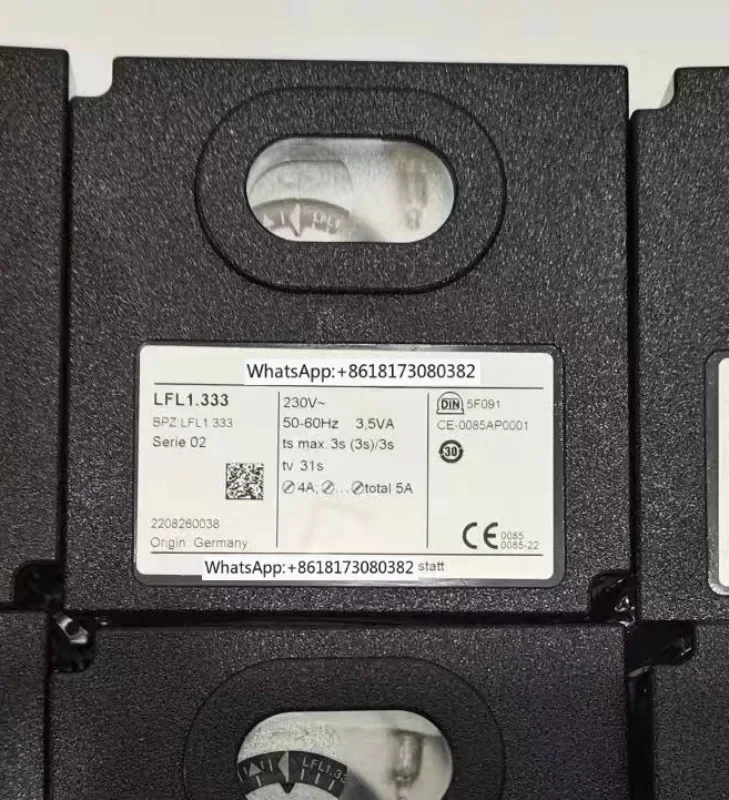 LFL1.
WhatsApp:+8618173080382
LFL1.333
BPZ:LFL1.333
Serie 02
2208260038
Origin: Germany
230V~
50-60Hz 3,5VA
ts max. 3s (3s)/3s
tv 31s
4A; ... total 5A
DIN 5F091
CE-0085AP0001
30
CE 0085
0085-22
WhatsApp:+8618173080382 statt
LFL1.33